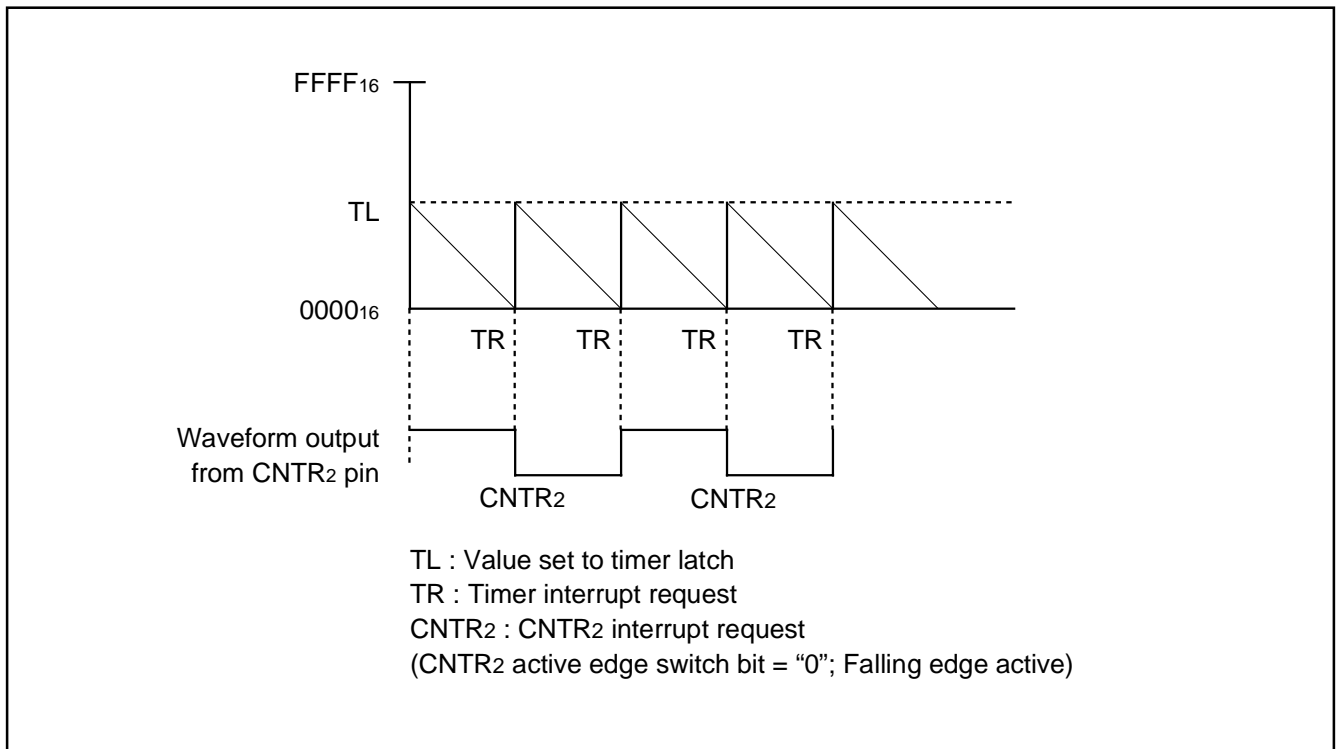 FFFF16
TL
000016
TR TR TR TR
Waveform output
from CNTR2 pin
CNTR2 CNTR2
TL : Value set to timer latch
TR : Timer interrupt request
CNTR2 : CNTR2 interrupt request
(CNTR2 active edge switch bit = “0”; Falling edge active)